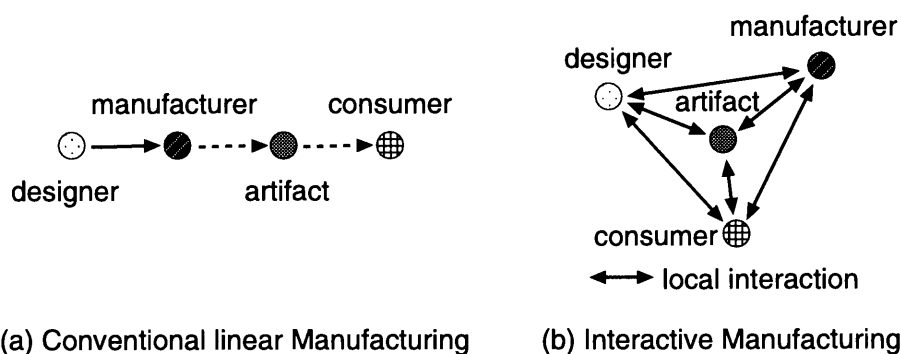 manufacturer consumer
designer artifact
(a) Conventional linear Manufacturing
manufacturer
designer
artifact
consumer
local interaction
(b) Interactive Manufacturing